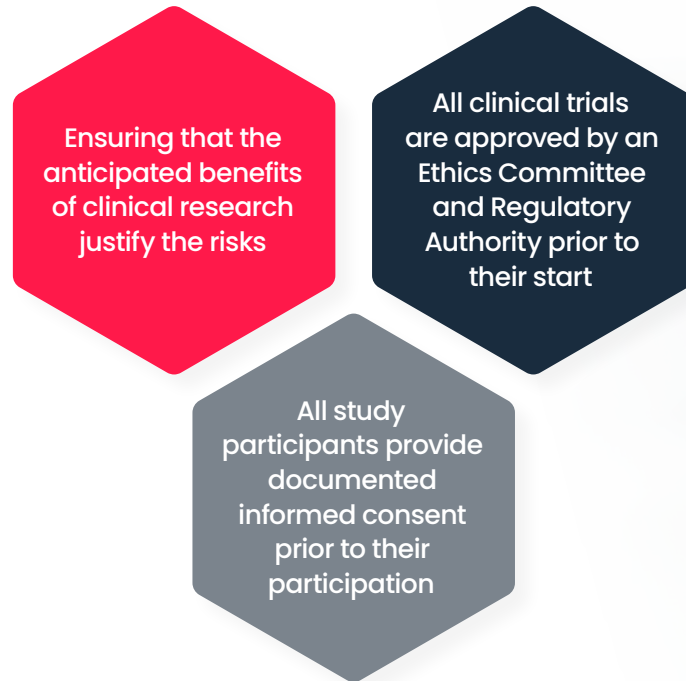 Ensuring that the
anticipated benefits
of clinical research
justify the risks
All clinical trials
are approved by an
Ethics Committee
and Regulatory
Authority prior to
their start
All study
participants provide
documented
informed consent
prior to their
participation